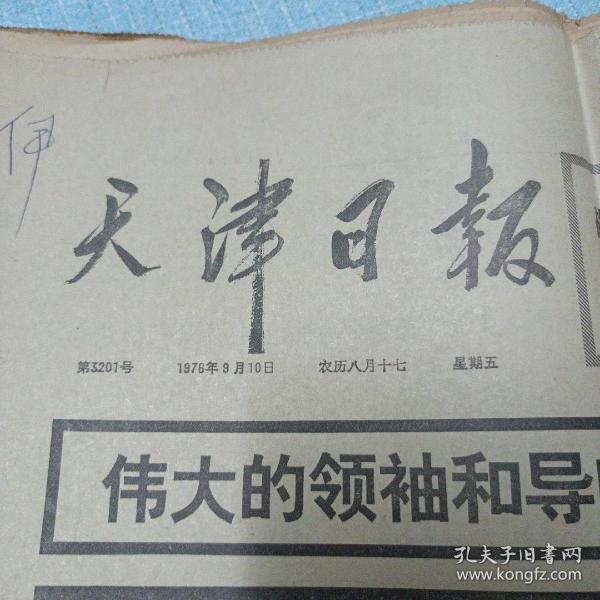 伊
天津日报
第3201号 1976年9月10日 农历八月十七 星期五
伟大的领袖和导
孔夫子旧書网
www.kongfz.com